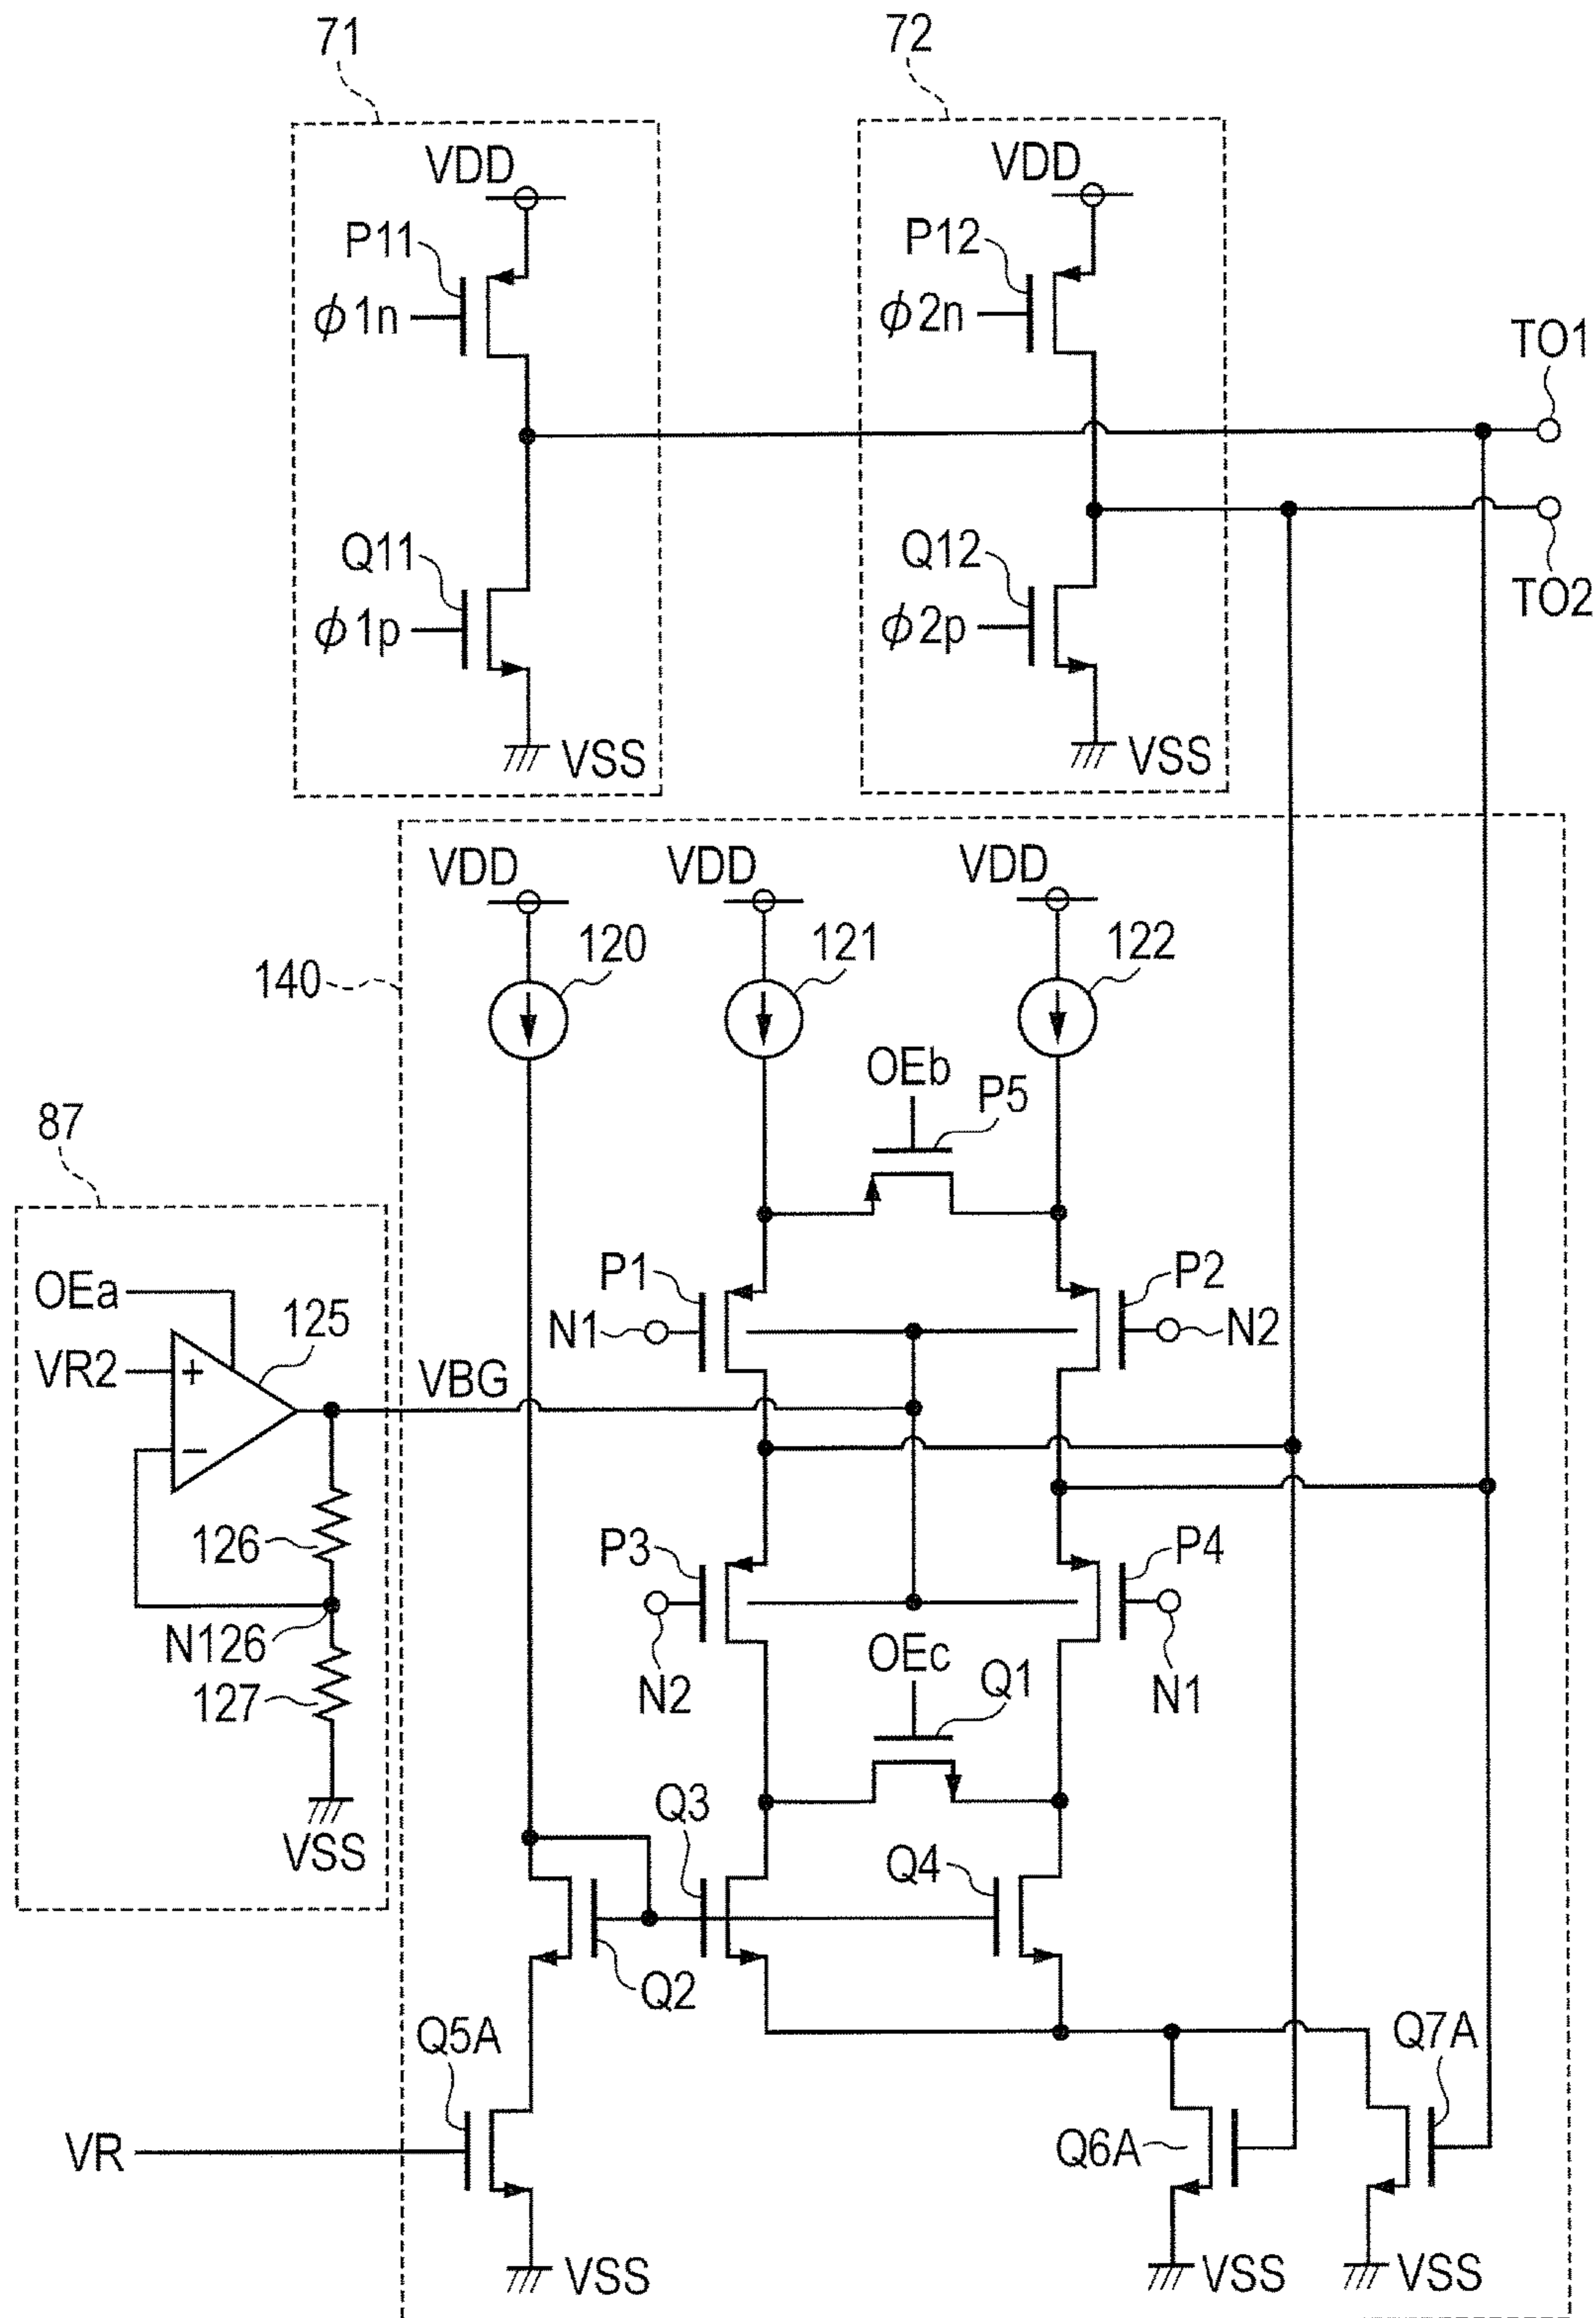 71
72
VDD
VDD
P11
P12
ϕ1n
ϕ2n
TO1
Q11
Q12
ϕ1p
ϕ2p
TO2
VSS
VSS
VDD
VDD
VDD
120
121
122
140
OEb
P5
87
OEa
P1
P2
125
N1
N2
VR2
+
VBG
−
126
P3
P4
N126
OEc
Q1
127
N2
N1
Q3
VSS
Q4
Q2
Q5A
Q7A
VR
Q6A
VSS
VSS
VSS